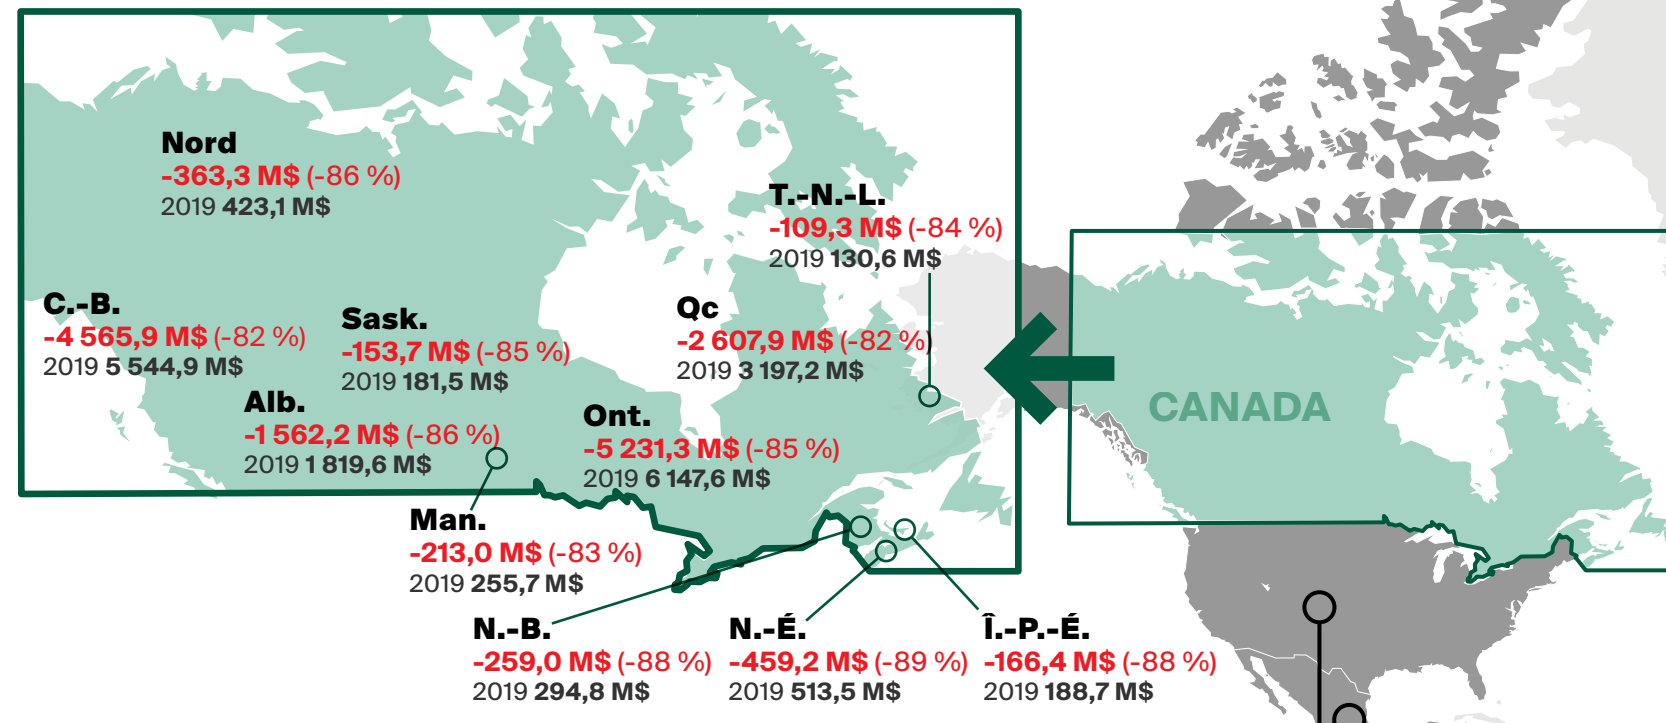 Nord
-363,3 M$ (-86 %)
2019 423,1 M$
T.-N.-L.
-109,3 M$ (-84 %)
2019 130,6 M$
C.-B.
-4 565,9 M$ (-82 %)
2019 5 544,9 M$
Sask.
-153,7 M$ (-85 %)
2019 181,5 M$
Qc
-2 607,9 M$ (-82 %)
2019 3 197,2 M$
Alb.
-1 562,2 M$ (-86 %)
2019 1 819,6 M$
Ont.
-5 231,3 M$ (-85 %)
2019 6 147,6 M$
CANADA
Man.
-213,0 M$ (-83 %)
2019 255,7 M$
N.-B.
-259,0 M$ (-88 %)
2019 294,8 M$
N.-É.
-459,2 M$ (-89 %)
2019 513,5 M$
Î.-P.-É.
-166,4 M$ (-88 %)
2019 188,7 M$